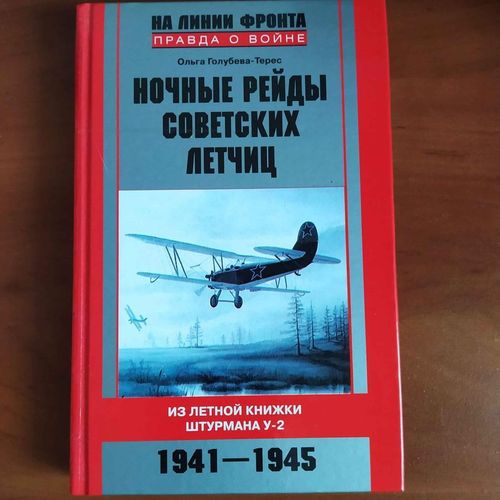 НА ЛИНИИ ФРОНТА
ПРАВДА О ВОЙНЕ
Ольга Голубева-Терес
НОЧНЫЕ РЕЙДЫ
СОВЕТСКИХ
ЛЕТЧИЦ
ИЗ ЛЕТНОЙ КНИЖКИ
ШТУРМАНА У-2
1941—1945